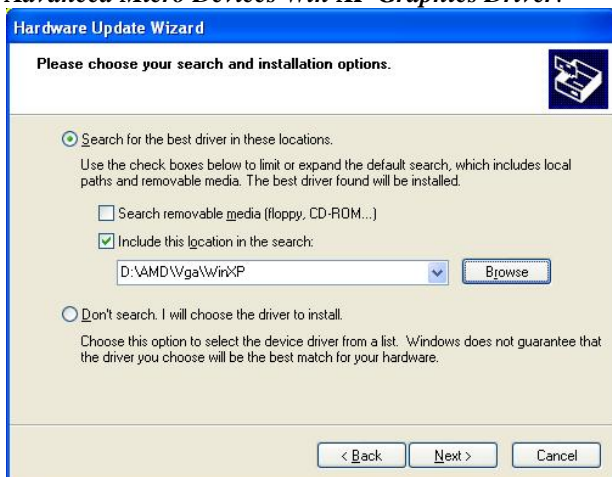 Advanced Micro Devices Win XP Graphics Driver.
Hardware Update Wizard
Please choose your search and installation options.
Search for the best driver in these locations.
Use the check boxes below to limit or expand the default search, which includes local
paths and removable media. The best driver found will be installed.
Search removable media (floppy, CD-ROM...)
Include this location in the search:
D:\AMD\Vga\WinXP
Browse
Don't search. I will choose the driver to install.
Choose this option to select the device driver from a list. Windows does not guarantee that
the driver you choose will be the best match for your hardware.
< Back Next > Cancel